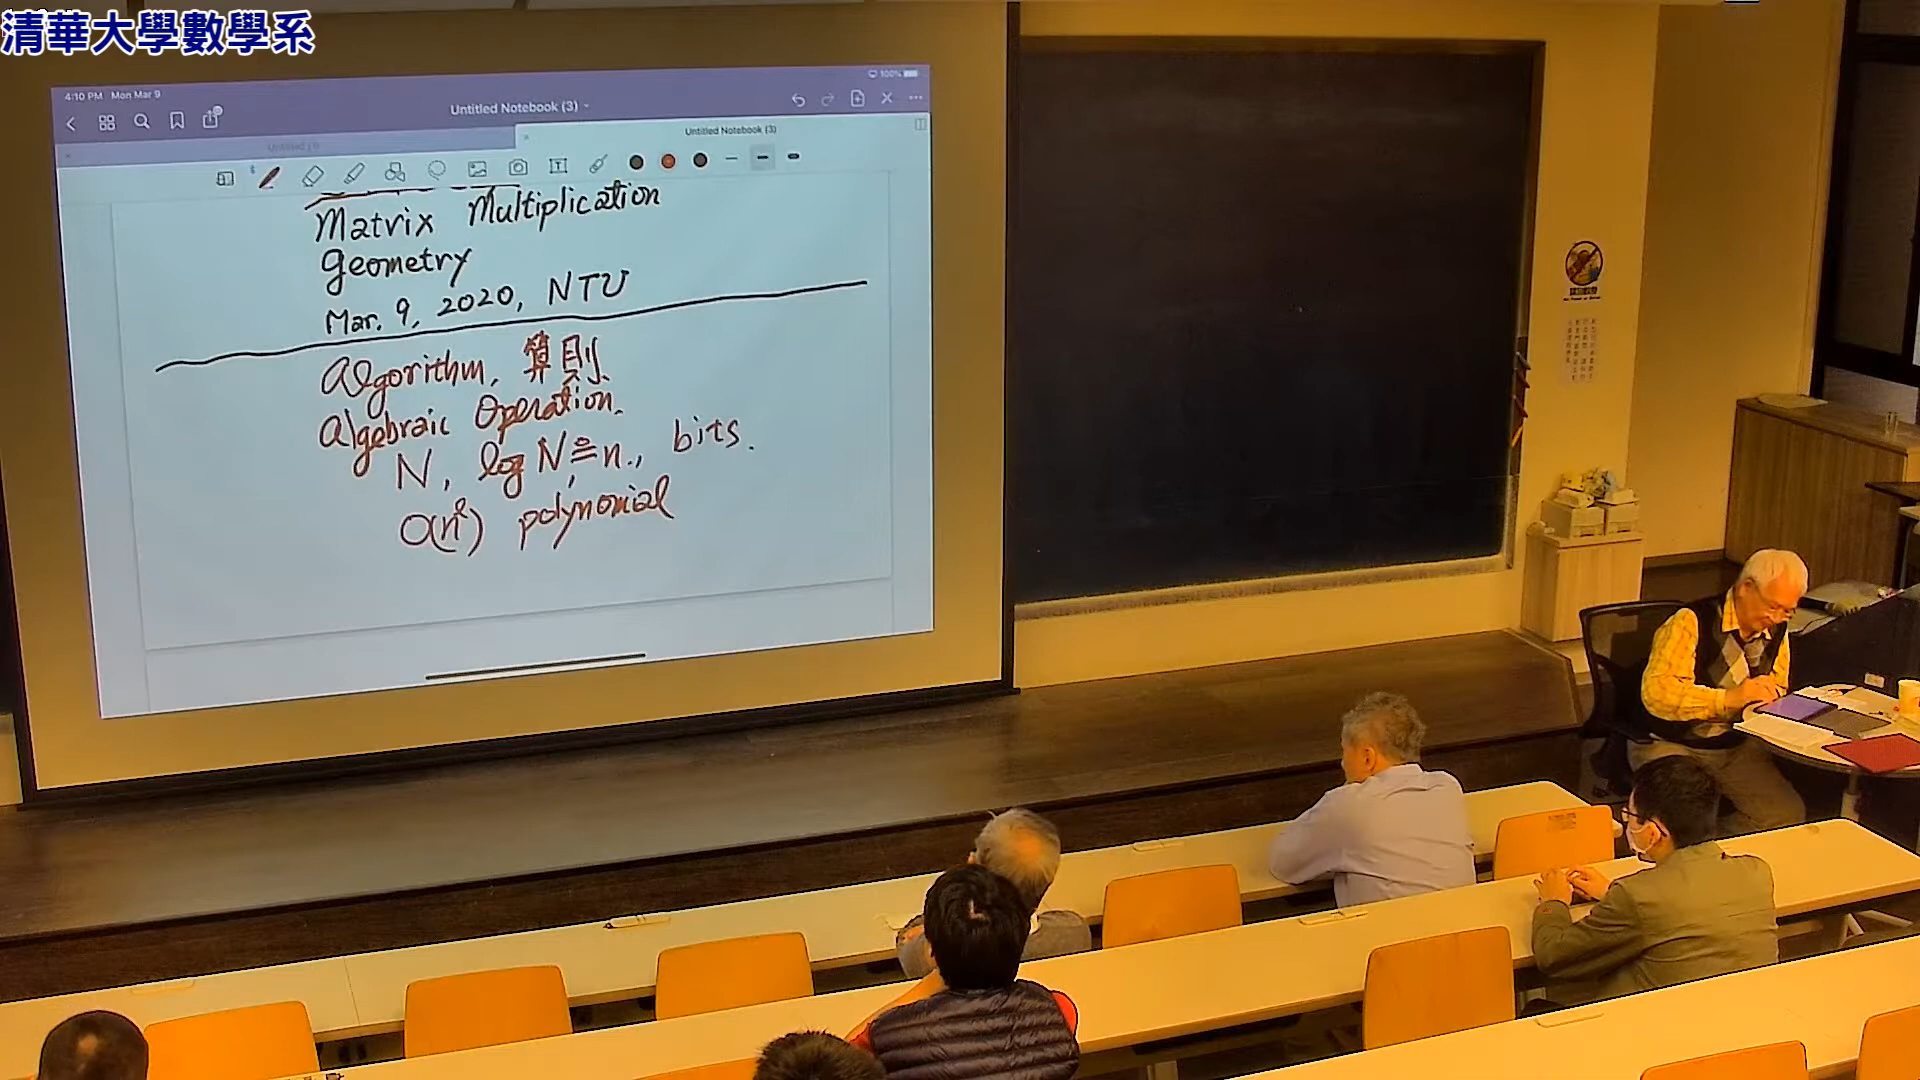 清華大學數學系
4:10 PM Mon Mar 9
100%
Untitled Notebook (3)
Untitled Notebook (3)
Matrix Multiplication
Geometry
Mar. 9, 2020, NTU
Algorithm, 算則.
Algebraic Operation.
N, log N ≅ n., bits.
O(n^l) polynomial